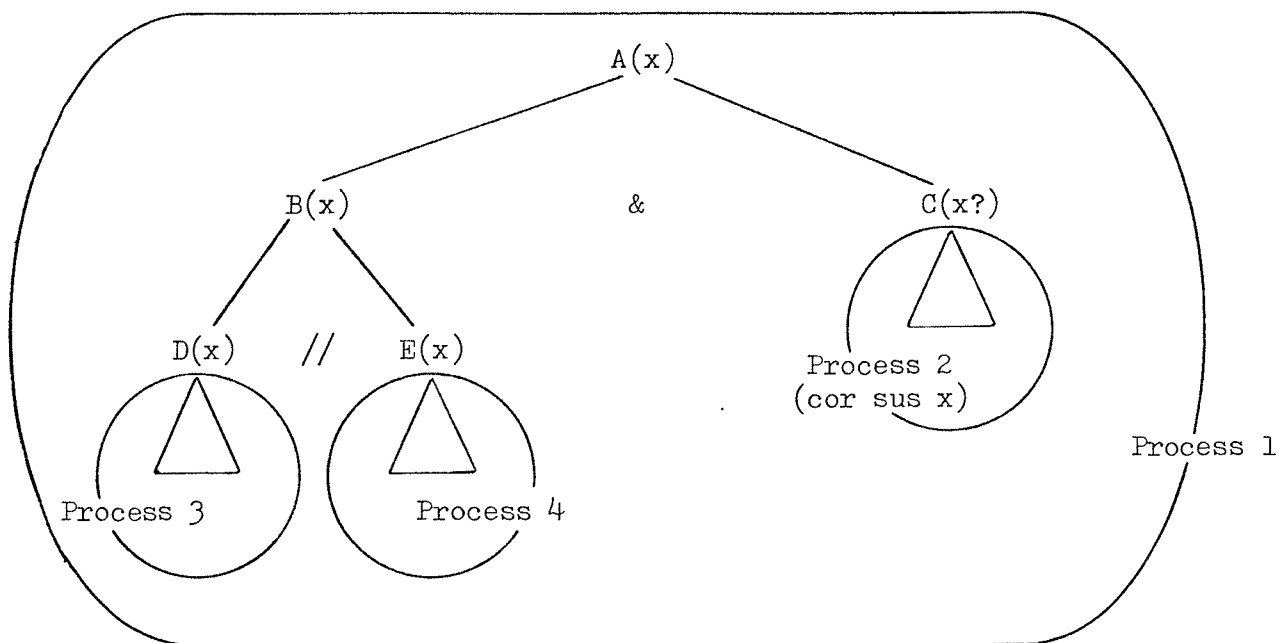 A(x)
B(x) & C(x?)
D(x) // E(x)
Process 2
(cor sus x)
Process 1
Process 3 Process 4